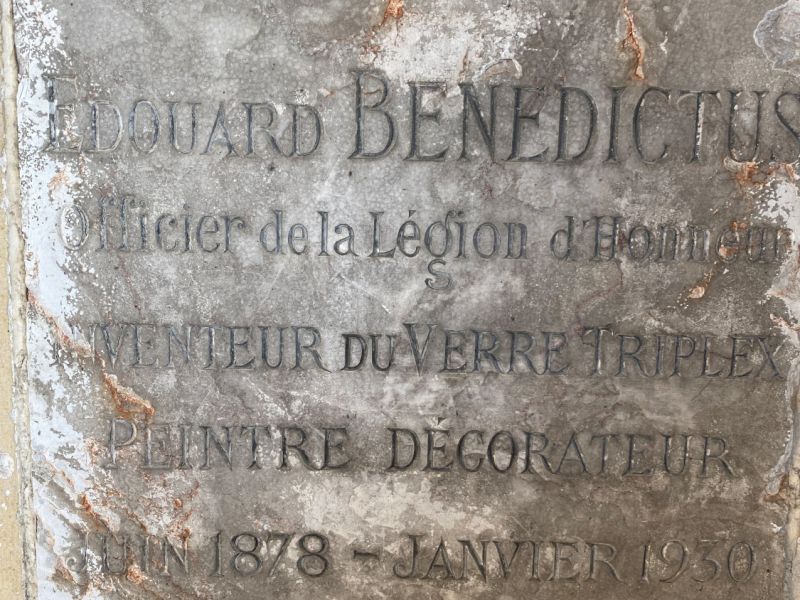 EDOUARD BENEDICTUS
Officier de la Légion d'Honneur
INVENTEUR DU VERRE TRIPLEX
PEINTRE DÉCORATEUR
JUIN 1878 - JANVIER 1930